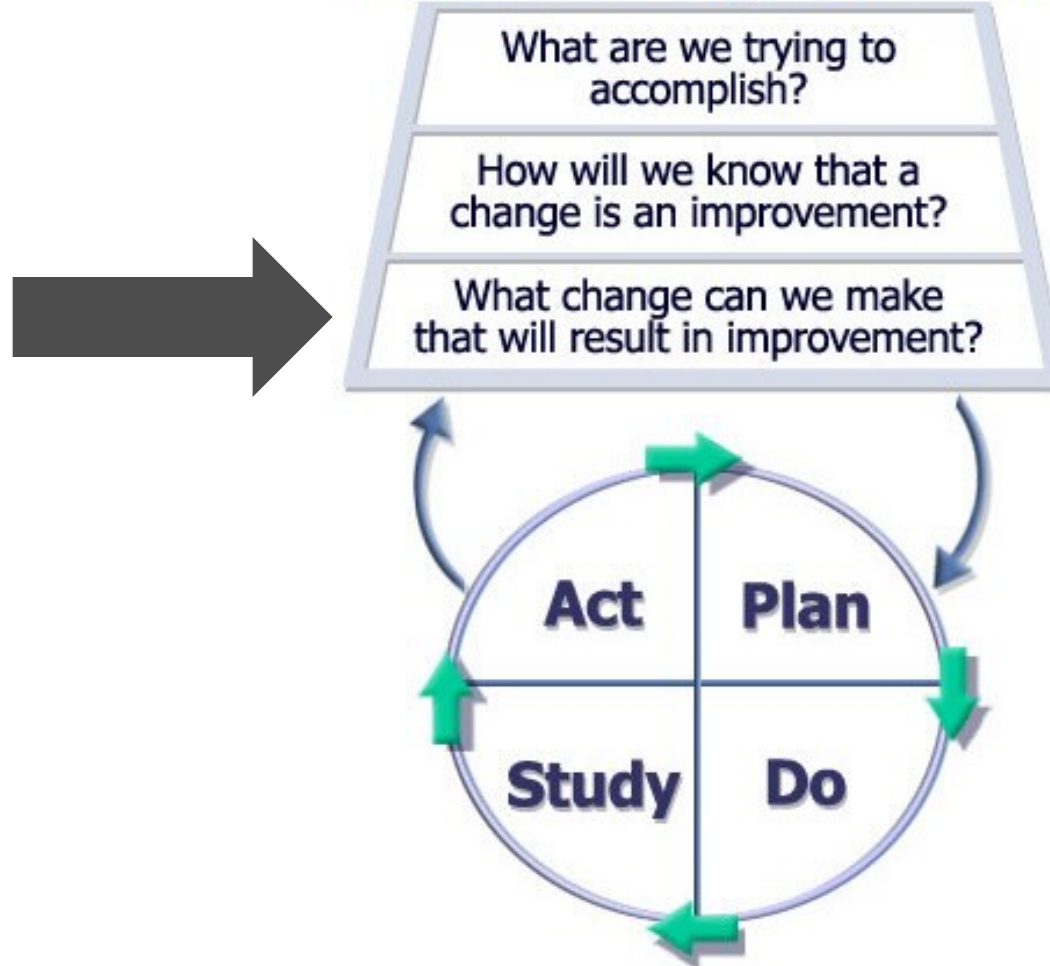 What are we trying to
accomplish?
How will we know that a
change is an improvement?
What change can we make
that will result in improvement?
Act
Plan
Study
Do